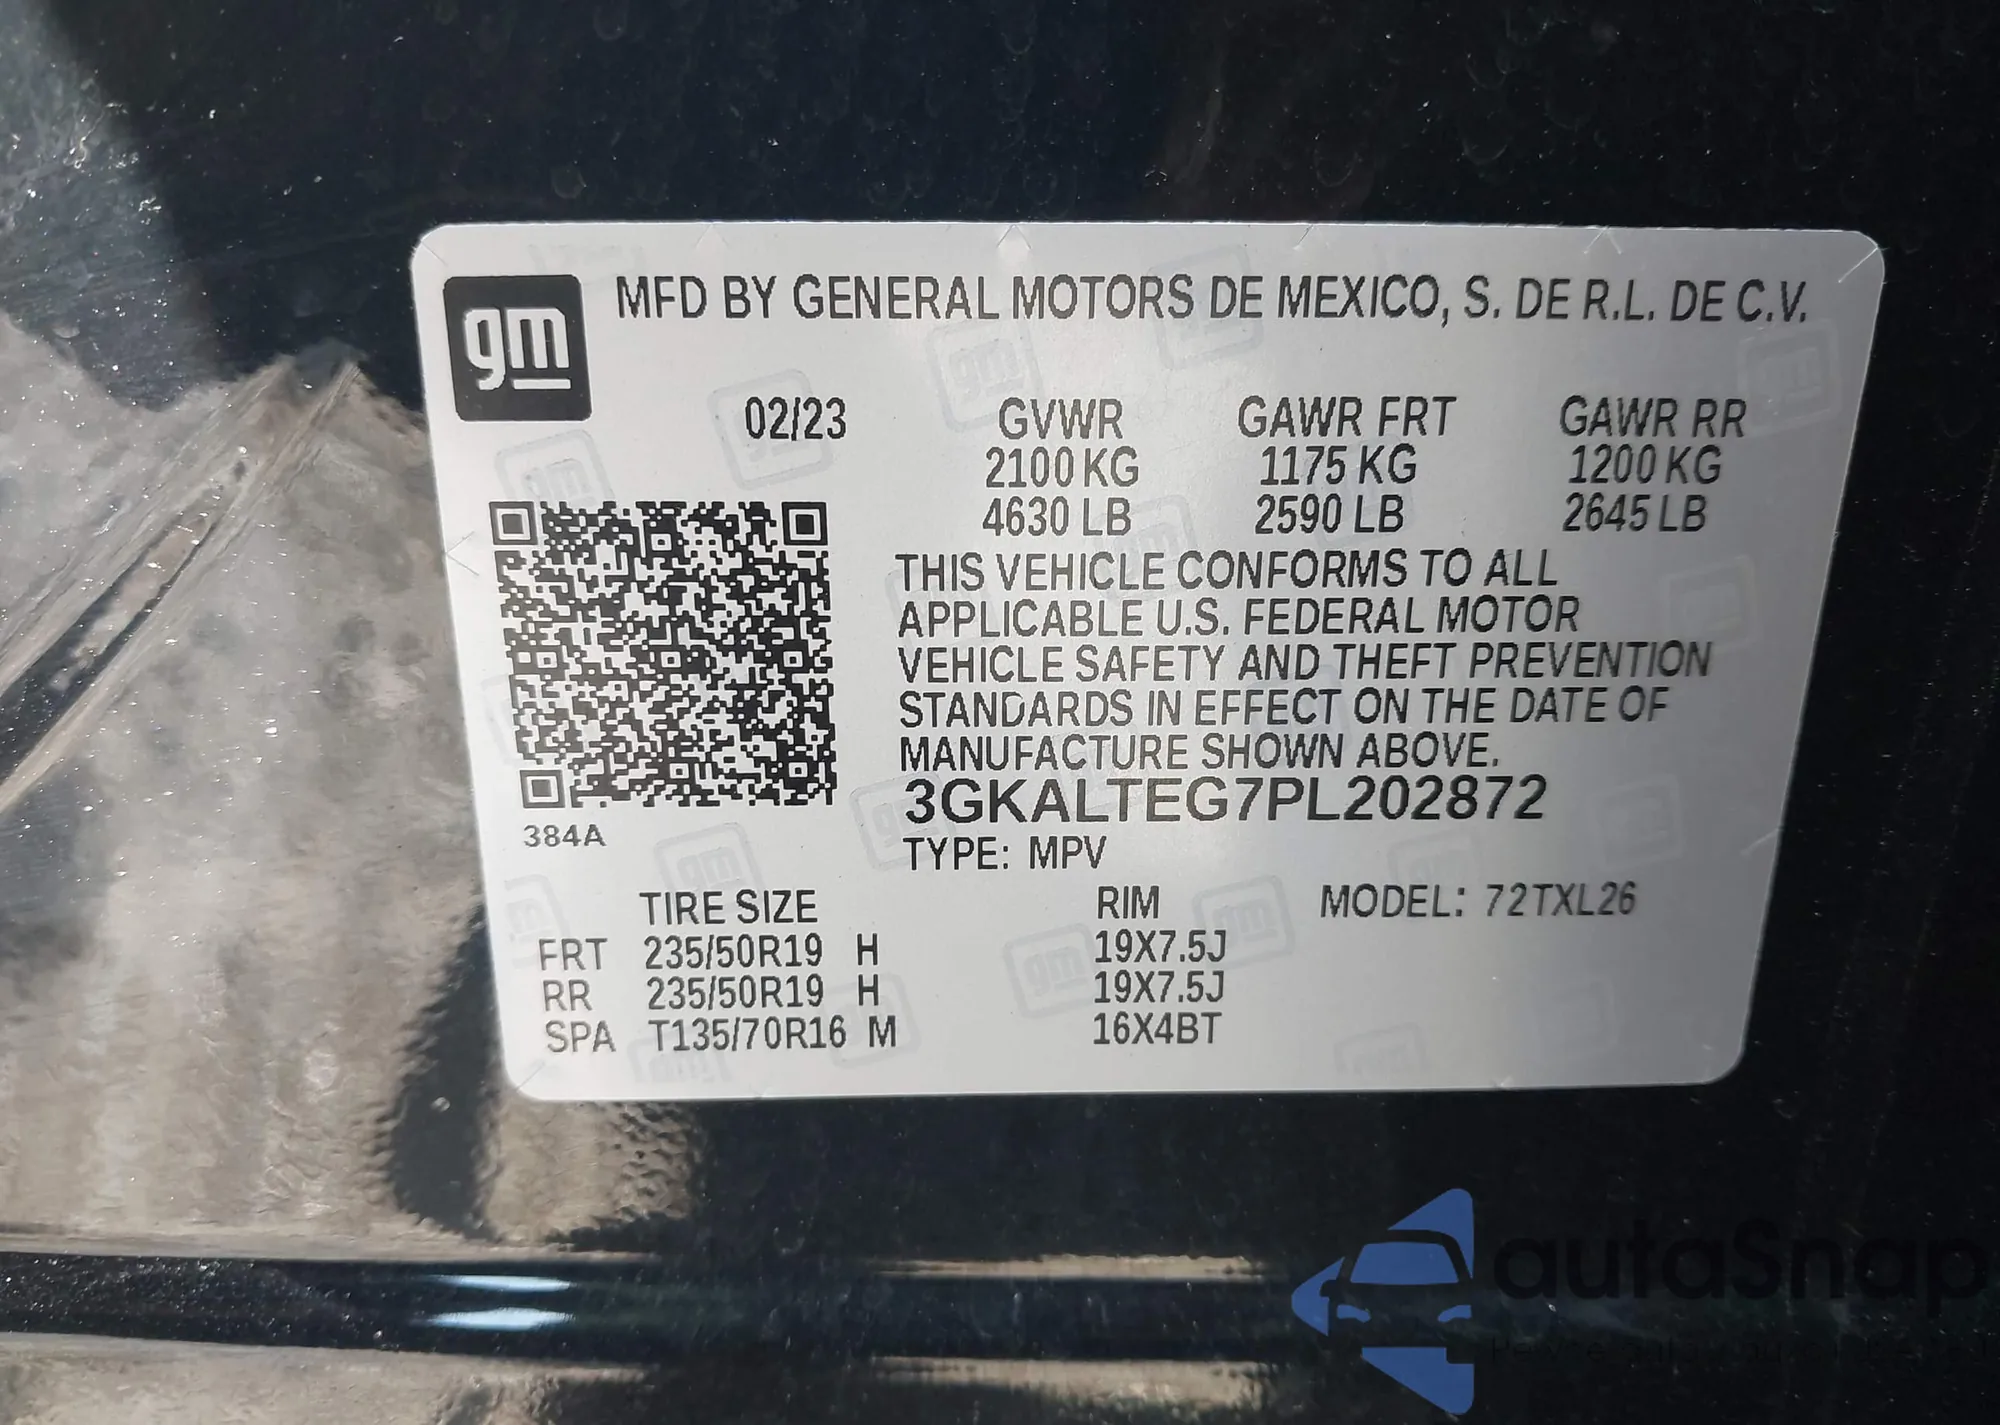 gm
MFD BY GENERAL MOTORS DE MEXICO, S. DE R.L. DE C.V.
02/23 GVWR GAWR FRT GAWR RR
2100 KG 1175 KG 1200 KG
4630 LB 2590 LB 2645 LB
THIS VEHICLE CONFORMS TO ALL
APPLICABLE U.S. FEDERAL MOTOR
VEHICLE SAFETY AND THEFT PREVENTION
STANDARDS IN EFFECT ON THE DATE OF
MANUFACTURE SHOWN ABOVE.
3GKALTEG7PL202872
384A
TYPE: MPV
TIRE SIZE RIM MODEL: 72TXL26
FRT 235/50R19 H 19X7.5J
RR 235/50R19 H 19X7.5J
SPA T135/70R16 M 16X4BT
autaSnap